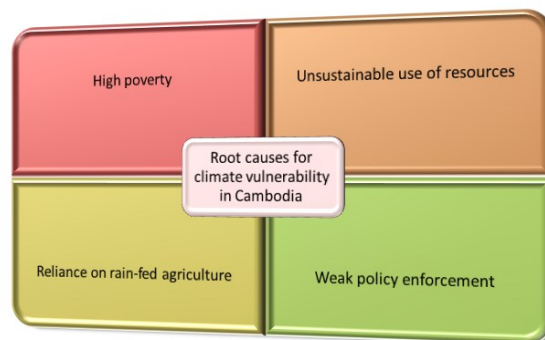 High poverty
Unsustainable use of resources
Root causes for
climate vulnerability
in Cambodia
Reliance on rain-fed agriculture
Weak policy enforcement